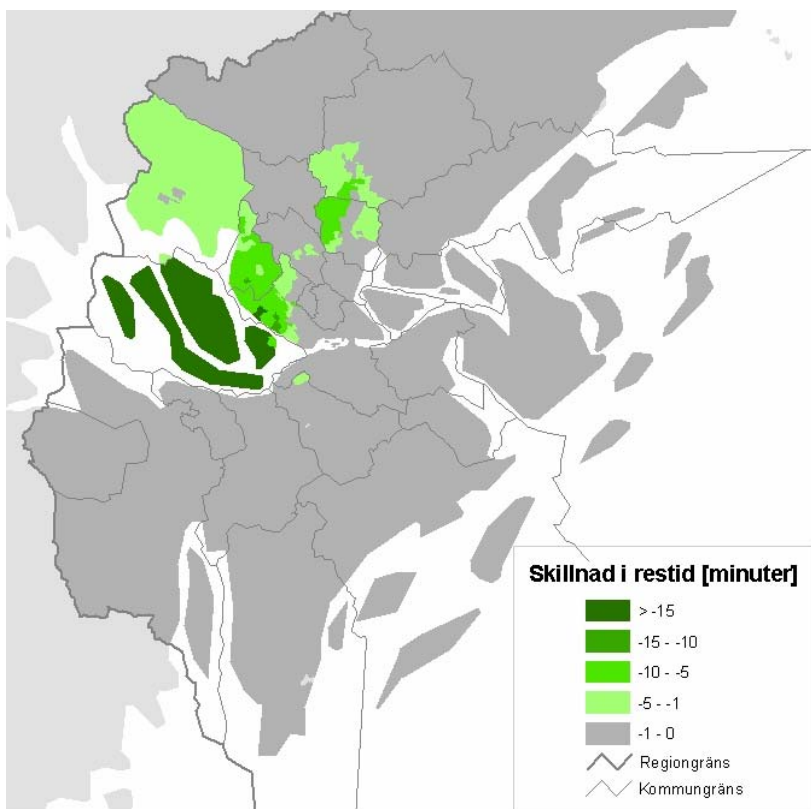 Skillnad i restid [minuter]
> -15
-15 - -10
-10 - -5
-5 - -1
-1 - 0
Regiongräns
Kommungräns